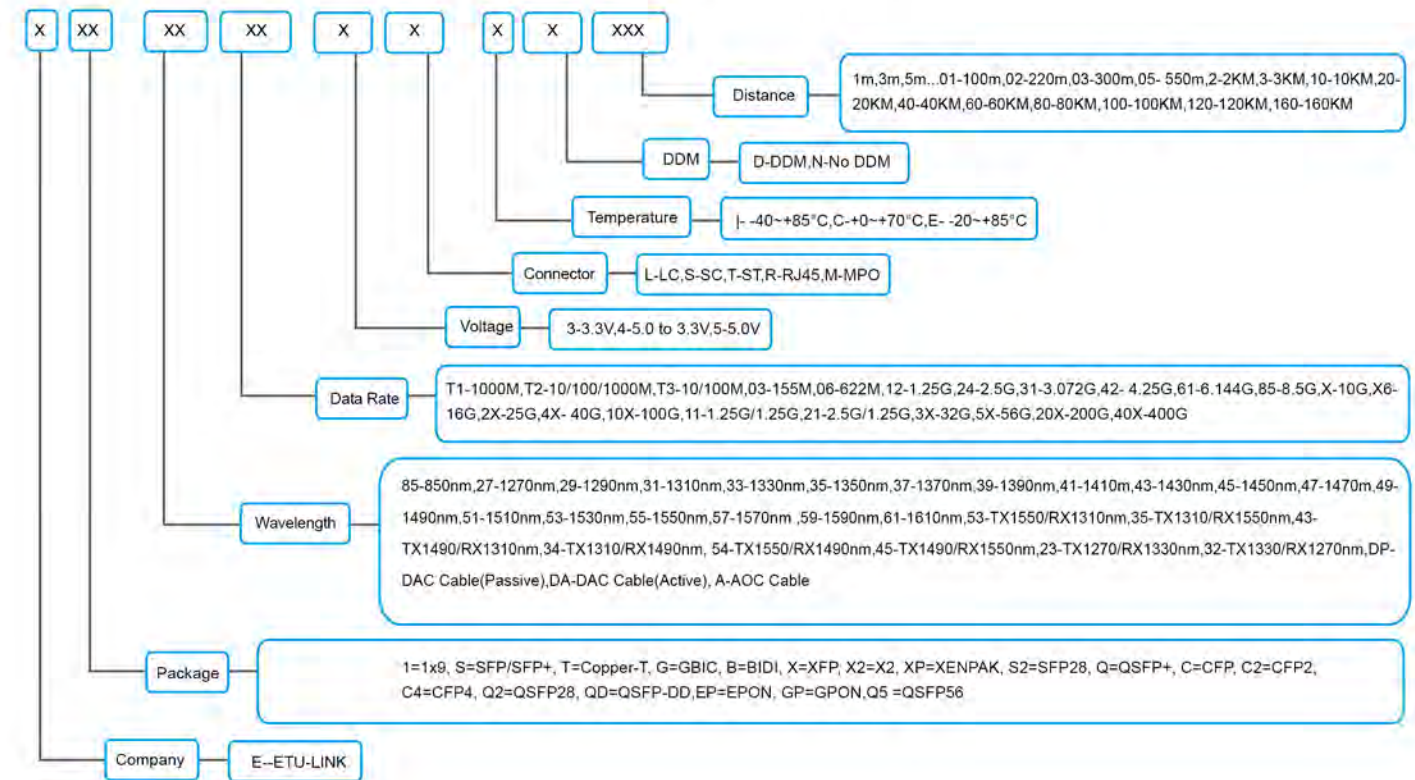 X XX XX XX X X X X XXX
1m,3m,5m...01-100m,02-220m,03-300m,05- 550m,2-2KM,3-3KM,10-10KM,20-
Distance
20KM,40-40KM,60-60KM,80-80KM,100-100KM,120-120KM,160-160KM
DDM D-DDM,N-No DDM
Temperature |- -40~+85°C,C-+0~+70°C,E- -20~+85°C
Connector L-LC,S-SC,T-ST,R-RJ45,M-MPO
Voltage 3-3.3V,4-5.0 to 3.3V,5-5.0V
T1-1000M,T2-10/100/1000M,T3-10/100M,03-155M,06-622M,12-1.25G,24-2.5G,31-3.072G,42- 4.25G,61-6.144G,85-8.5G,X-10G,X6-
Data Rate
16G,2X-25G,4X- 40G,10X-100G,11-1.25G/1.25G,21-2.5G/1.25G,3X-32G,5X-56G,20X-200G,40X-400G
85-850nm,27-1270nm,29-1290nm,31-1310nm,33-1330nm,35-1350nm,37-1370nm,39-1390nm,41-1410m,43-1430nm,45-1450nm,47-1470m,49-
1490nm,51-1510nm,53-1530nm,55-1550nm,57-1570nm ,59-1590nm,61-1610nm,53-TX1550/RX1310nm,35-TX1310/RX1550nm,43-
Wavelength
TX1490/RX1310nm,34-TX1310/RX1490nm, 54-TX1550/RX1490nm,45-TX1490/RX1550nm,23-TX1270/RX1330nm,32-TX1330/RX1270nm,DP-
DAC Cable(Passive),DA-DAC Cable(Active), A-AOC Cable
1=1x9, S=SFP/SFP+, T=Copper-T, G=GBIC, B=BIDI, X=XFP, X2=X2, XP=XENPAK, S2=SFP28, Q=QSFP+, C=CFP, C2=CFP2,
Package
C4=CFP4, Q2=QSFP28, QD=QSFP-DD,EP=EPON, GP=GPON,Q5 =QSFP56
Company E--ETU-LINK